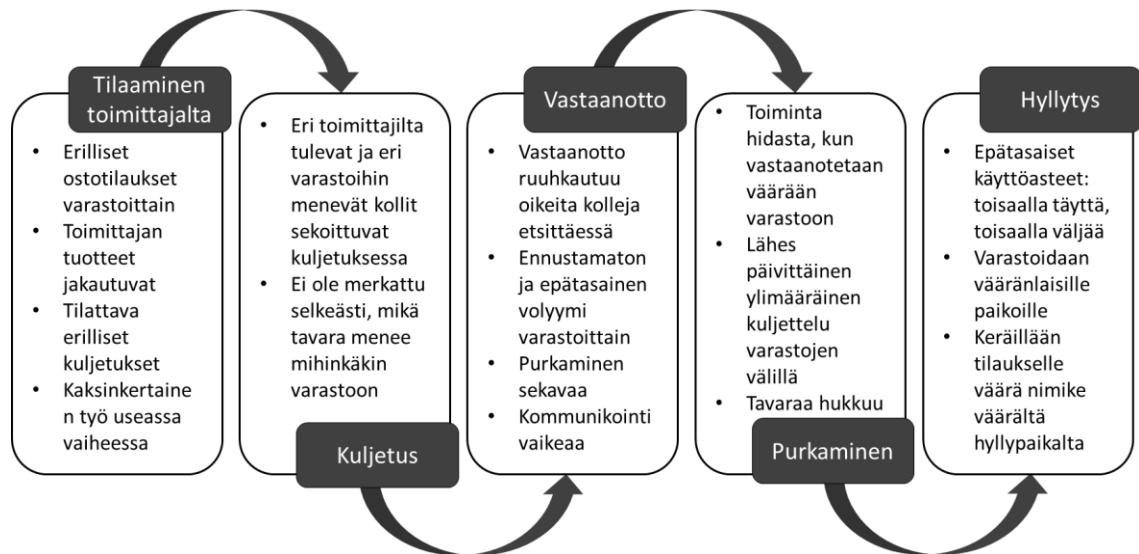 Tilaaminen
toimittajalta
• Erilliset
ostotilaukset
varastoittain
• Toimittajan
tuotteet
jakautuvat
• Tilattava
erilliset
kuljetukset
• Kaksinkertaine
n työ useassa
vaiheessa
• Eri toimittajilta
tulevat ja eri
varastoihin
menevät kollit
sekoittuvat
kuljetuksessa
• Ei ole merkattu
selkeästi, mikä
tavara menee
mihinkäkin
varastoon
Kuljetus
Vastaanotto
• Vastaanotto
ruuhkautuu
oikeita kolleja
etsittäessä
• Ennustamaton
ja epätasainen
volyymi
varastoittain
• Purkaminen
sekavaa
• Kommunikointi
vaikeaa
• Toiminta
hidasta, kun
vastaanotetaan
väärään
varastoon
• Lähes
päivittäinen
ylimääräinen
kuljettelu
varastojen
välillä
• Tavaraa hukkuu
Purkaminen
Hyllytys
• Epätasaiset
käyttöasteet:
toisaalla täyttä,
toisaalla väljää
• Varastoidaan
vääränlaisille
paikoille
• Keräillään
tilaukselle
väärä nimike
väärältä
hyllypaikalta